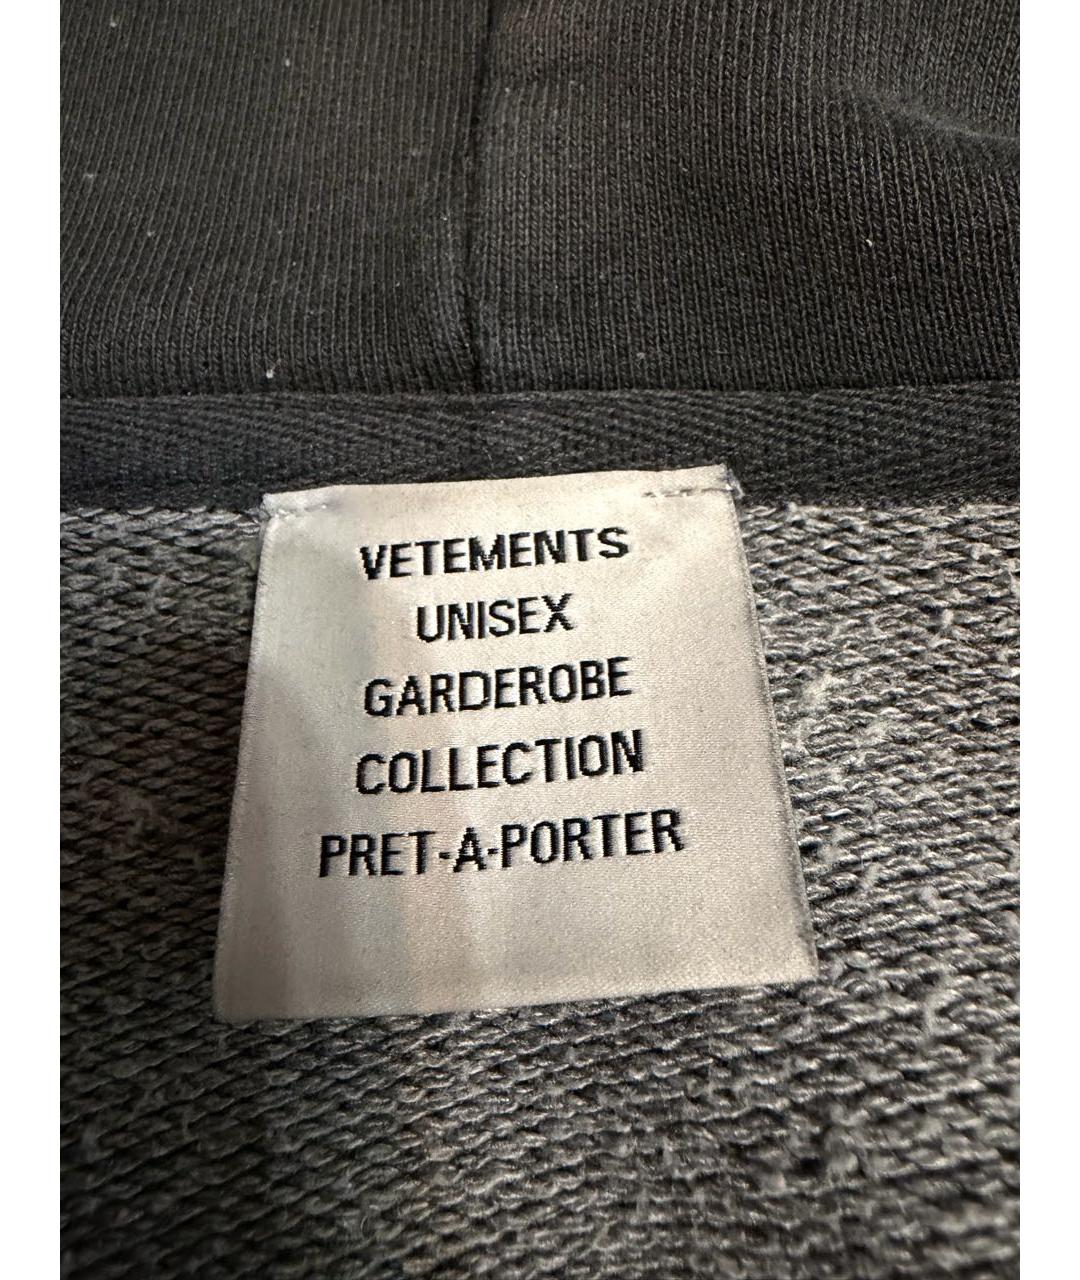 VETEMENTS
UNISEX
GARDEROBE
COLLECTION
PRET-A-PORTER